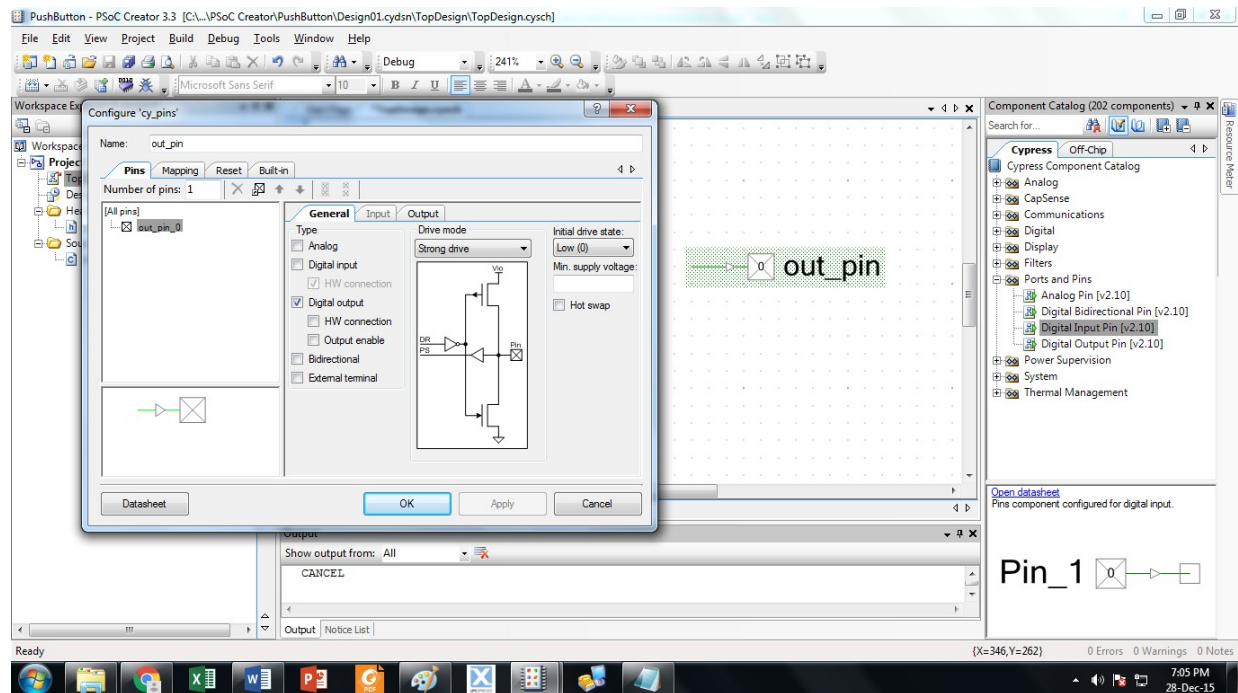 PushButton - PSoC Creator 3.3 [C:\...\PSoC Creator\PushButton\Design01.cydsn\TopDesign\TopDesign.cysch]
File Edit View Project Build Debug Tools Window Help
Debug 241%
Microsoft Sans Serif 10 B I U A
Workspace Ex
Workspace
Projec
Top
Des
Hea
h
Sou
c
Configure 'cy_pins'
Name: out_pin
Pins Mapping Reset Built-in
Number of pins: 1
[All pins]
out_pin_0
General Input Output
Type
Analog
Digital input
HW connection
Digital output
HW connection
Output enable
Bidirectional
External terminal
Drive mode
Strong drive
Vio
DR
PS
Pin
Initial drive state:
Low (0)
Min. supply voltage:
Hot swap
Datasheet OK Apply Cancel
0 out_pin
Output
Show output from: All
CANCEL
Output Notice List
Component Catalog (202 components)
Search for...
Cypress Off-Chip
Cypress Component Catalog
Analog
CapSense
Communications
Digital
Display
Filters
Ports and Pins
Analog Pin [v2.10]
Digital Bidirectional Pin [v2.10]
Digital Input Pin [v2.10]
Digital Output Pin [v2.10]
Power Supervision
System
Thermal Management
Open datasheet
Pins component configured for digital input.
Pin_1 0
Resource Meter
Ready {X=346,Y=262} 0 Errors 0 Warnings 0 Notes
PDF
7:05 PM
28-Dec-15